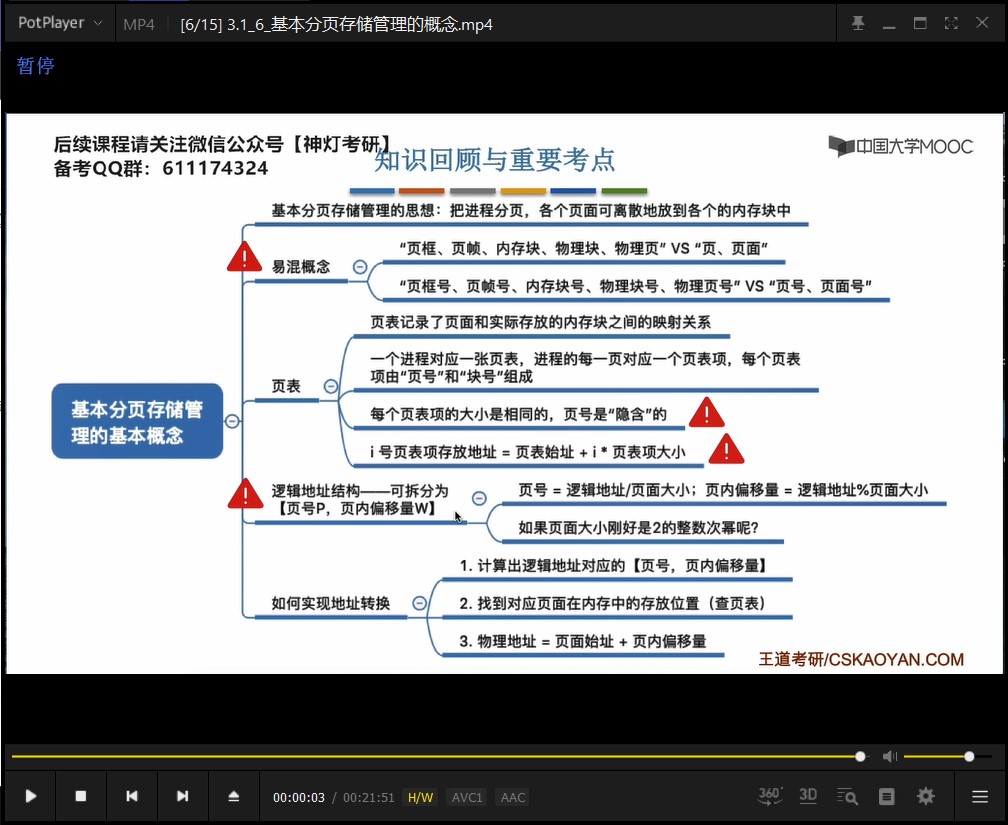 PotPlayer
MP4
[6/15] 3.1_6_基本分页存储管理的概念.mp4
暂停
后续课程请关注微信公众号【神灯考研】
备考QQ群：611174324
知识回顾与重要考点
中国大学MOOC
基本分页存储管理的思想：把进程分页，各个页面可离散地放到各个的内存块中
易混概念
“页框、页帧、内存块、物理块、物理页” VS “页、页面”
“页框号、页帧号、内存块号、物理块号、物理页号” VS “页号、页面号”
页表
页表记录了页面和实际存放的内存块之间的映射关系
一个进程对应一张页表，进程的每一页对应一个页表项，每个页表
项由“页号”和“块号”组成
每个页表项的大小是相同的，页号是“隐含”的
i 号页表项存放地址 = 页表始址 + i * 页表项大小
基本分页存储管
理的基本概念
逻辑地址结构——可拆分为
【页号P，页内偏移量W】
页号 = 逻辑地址/页面大小；页内偏移量 = 逻辑地址%页面大小
如果页面大小刚好是2的整数次幂呢？
如何实现地址转换
1. 计算出逻辑地址对应的【页号，页内偏移量】
2. 找到对应页面在内存中的存放位置（查页表）
3. 物理地址 = 页面始址 + 页内偏移量
王道考研/CSKAOYAN.COM
00:00:03 / 00:21:51 H/W AVC1 AAC
360° 3D